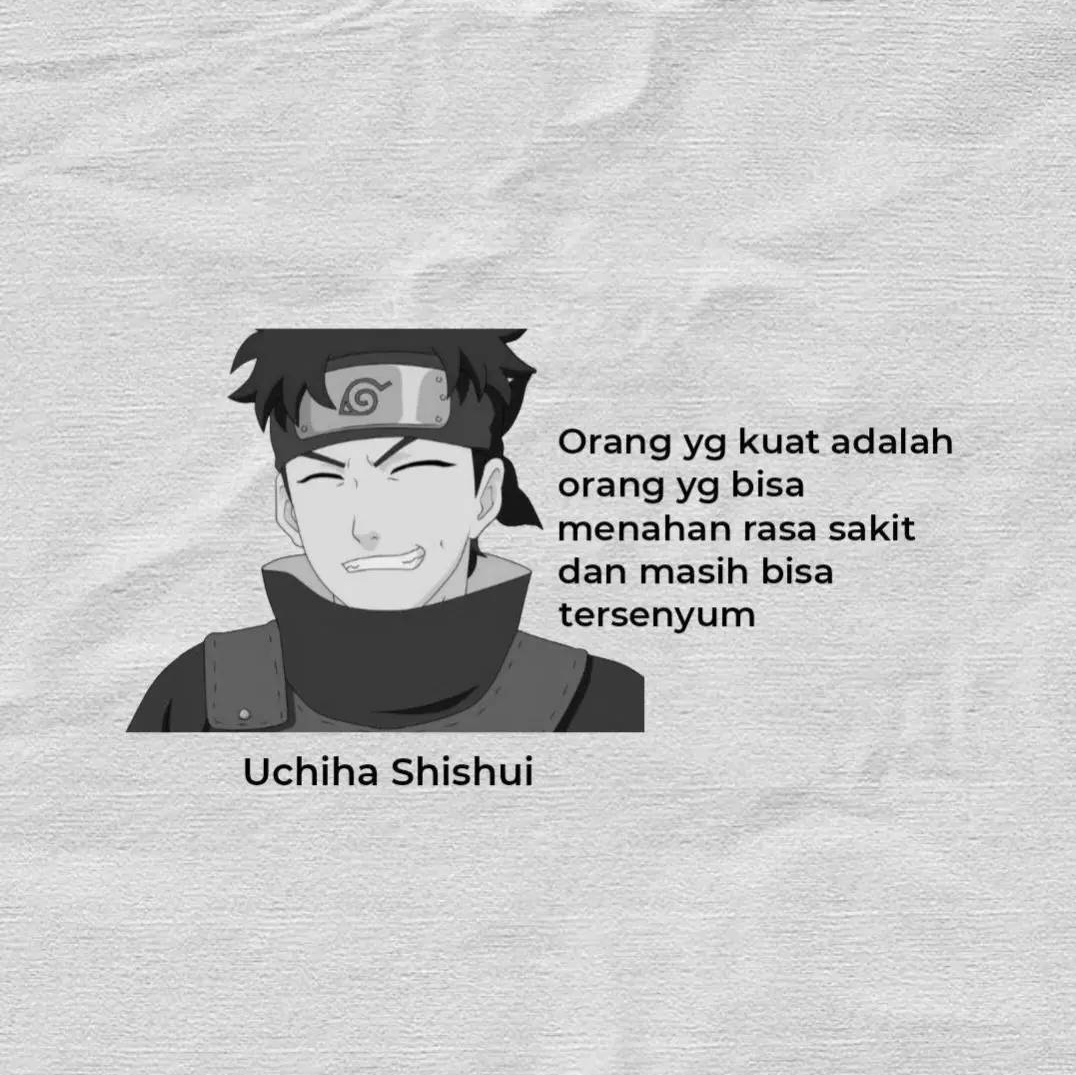 Orang yg kuat adalah
orang yg bisa
menahan rasa sakit
dan masih bisa
tersenyum
Uchiha Shishui